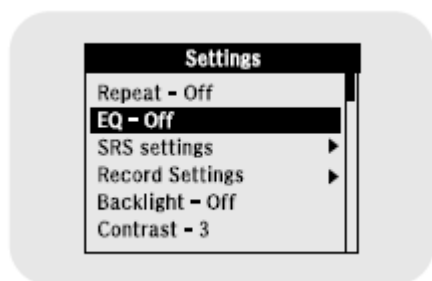 Settings
Repeat - Off
EQ - Off
SRS settings
Record Settings
Backlight - Off
Contrast - 3